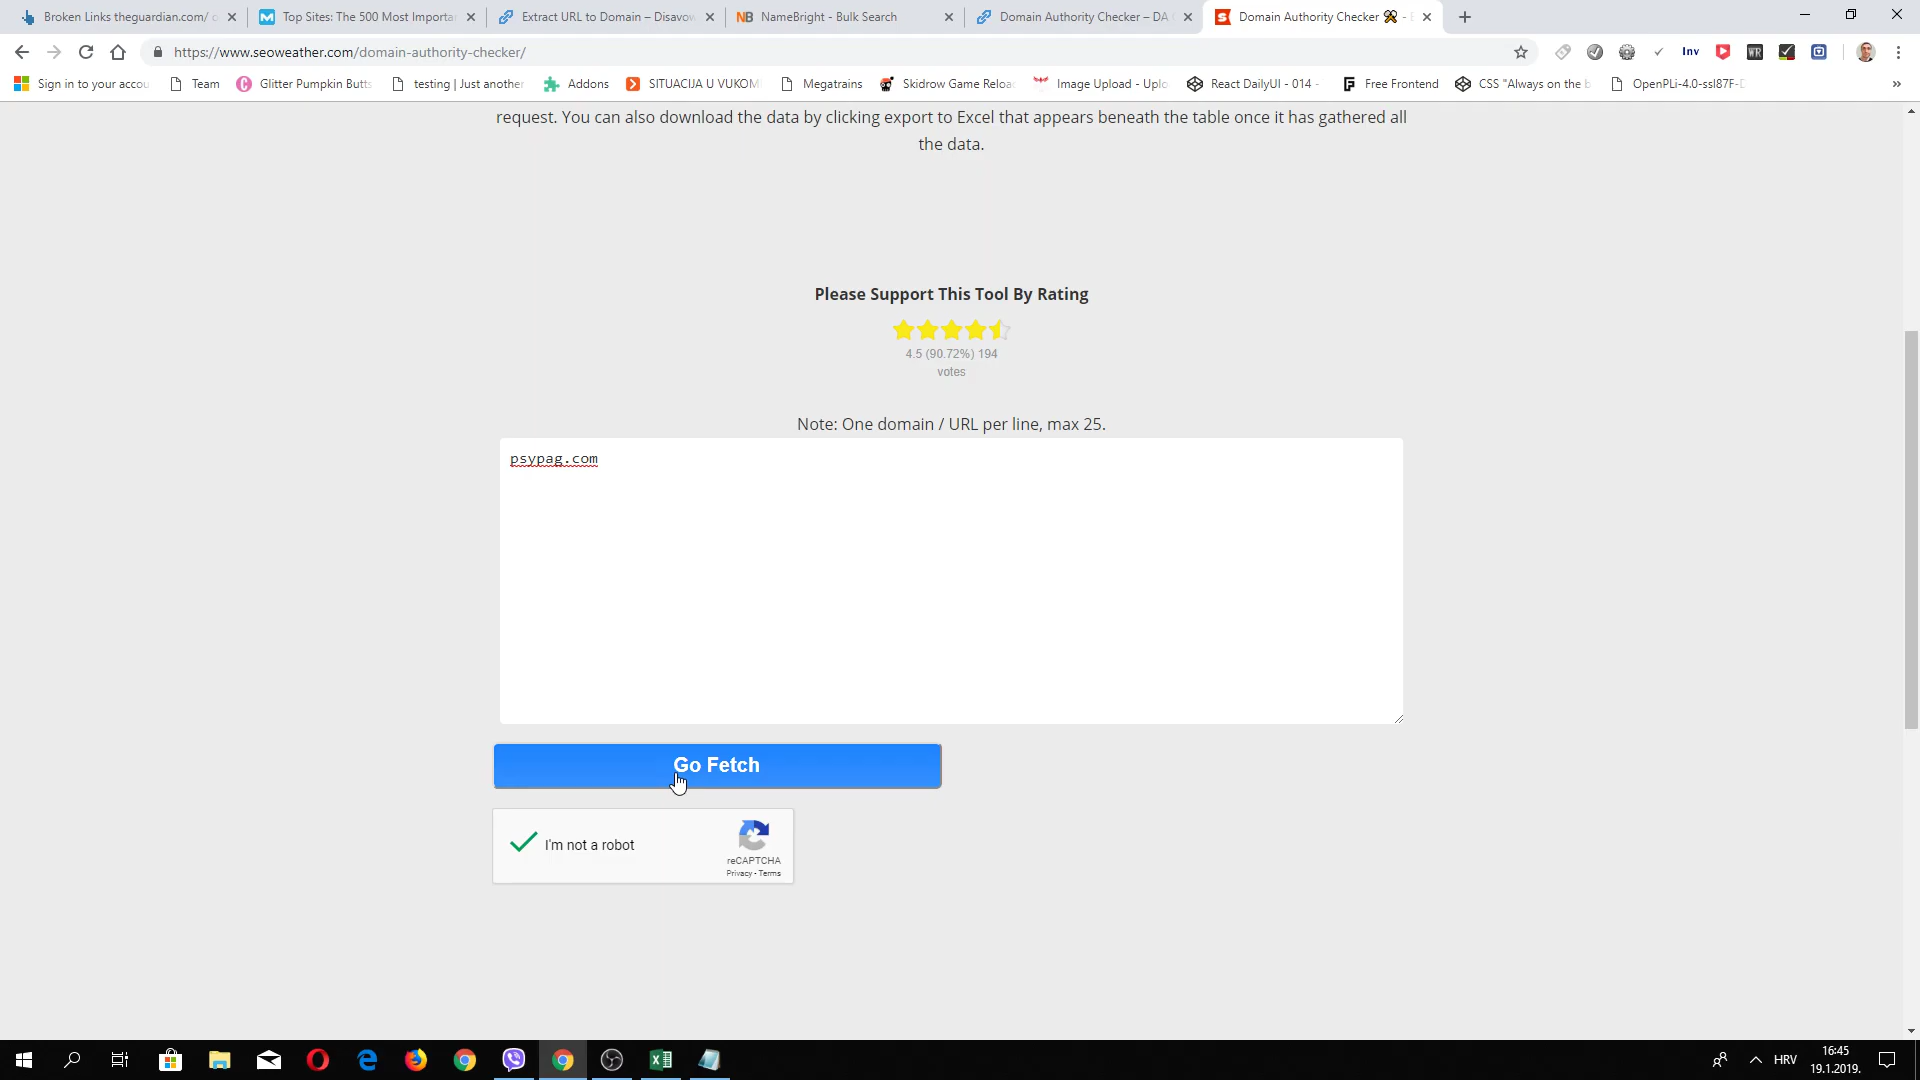 Broken Links theguardian.com/
Top Sites: The 500 Most Importa
Extract URL to Domain – Disavow
NB NameBright - Bulk Search
Domain Authority Checker – DA
Domain Authority Checker
https://www.seoweather.com/domain-authority-checker/
Inv
WR
Sign in to your accou
Team
Glitter Pumpkin Butts
testing | Just another
Addons
SITUACIJA U VUKOM
Megatrains
Skidrow Game Reloa
Image Upload - Uplo
React DailyUI - 014 -
Free Frontend
CSS "Always on the b
OpenPLi-4.0-ssl87F-D
»
request. You can also download the data by clicking export to Excel that appears beneath the table once it has gathered all
the data.
Please Support This Tool By Rating
4.5 (90.72%) 194
votes
Note: One domain / URL per line, max 25.
psypag.com
Go Fetch
I'm not a robot
reCAPTCHA
Privacy - Terms
HRV
16:45
19.1.2019.